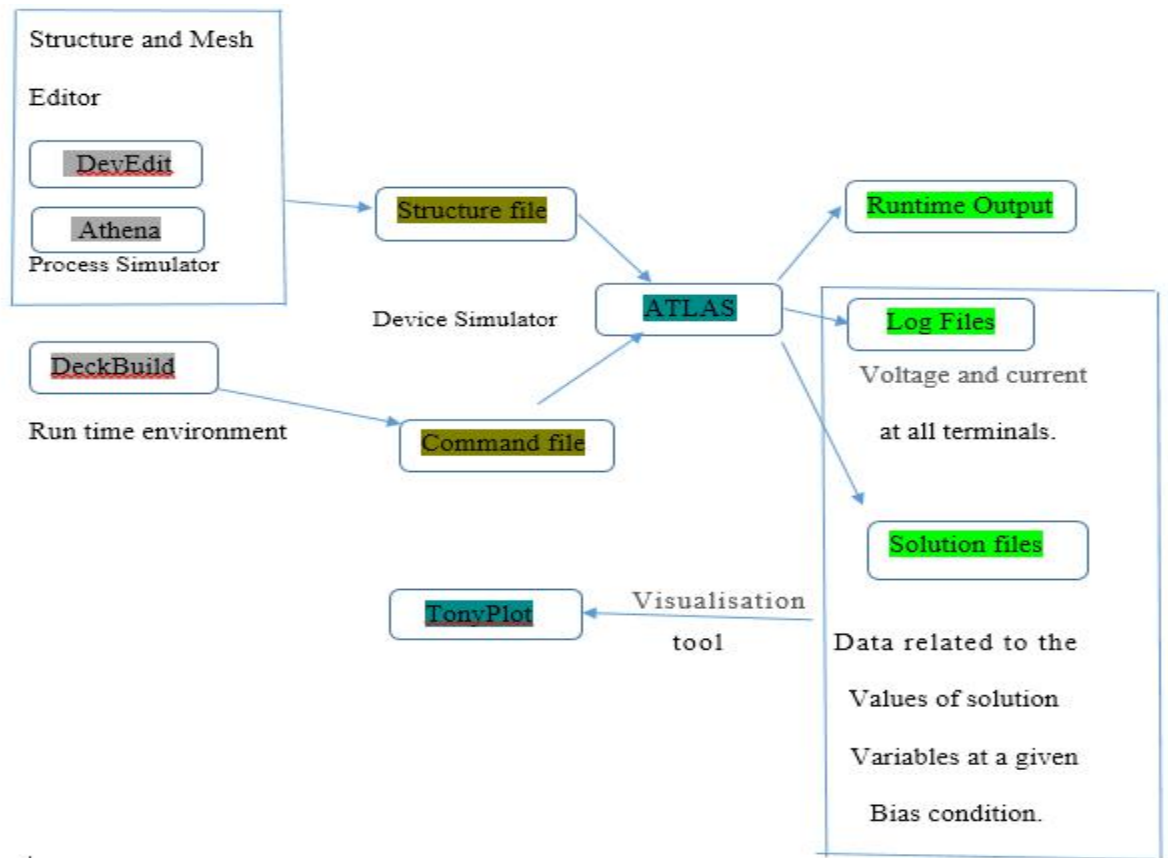 Structure and Mesh
Editor
DevEdit
Athena
Process Simulator
DeckBuild
Run time environment
Structure file
Device Simulator
ATLAS
Command file
Runtime Output
Log Files
Voltage and current
at all terminals.
Solution files
Data related to the
Values of solution
Variables at a given
Bias condition.
Visualisation
tool
TonyPlot